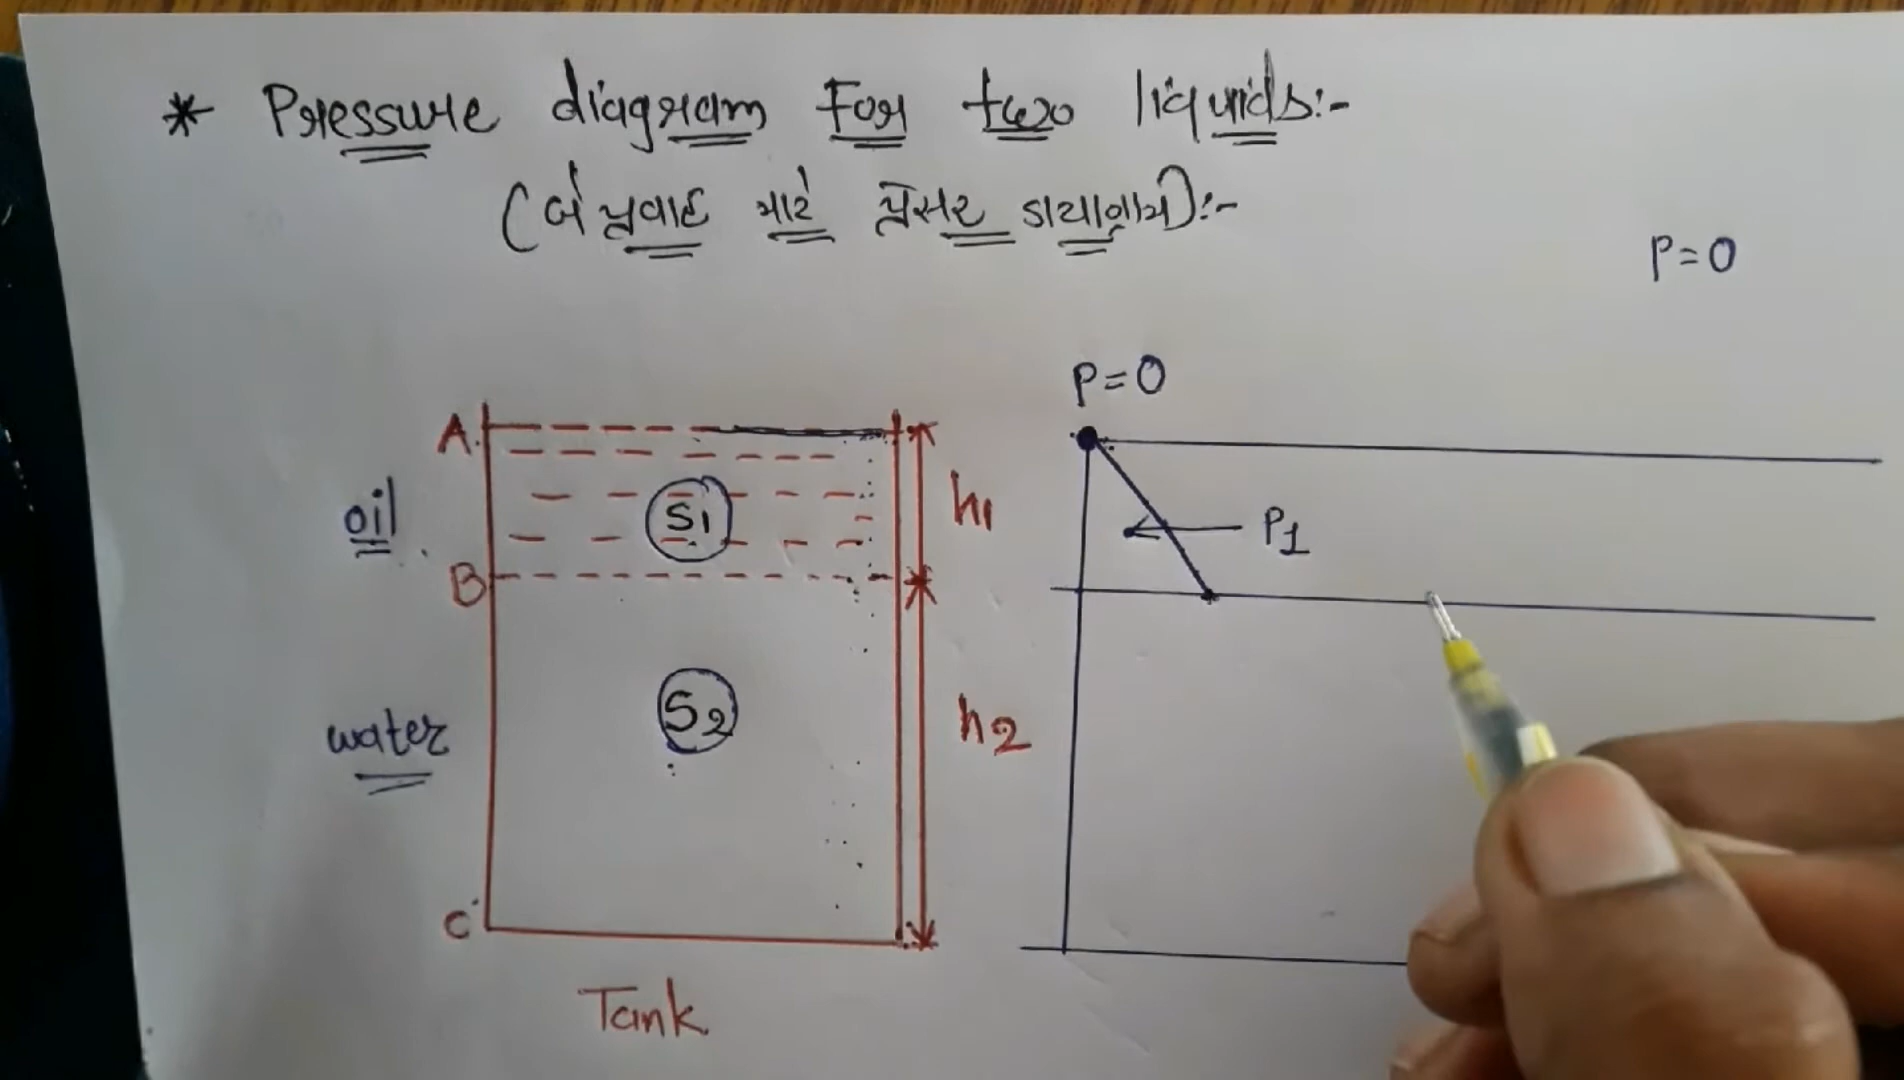 * Pressure diagram For two liquids:-
(બે પ્રવાહ માટે પ્રેસર ડાયાગ્રામ):-
P=0
P=0
A
oil
S1
h1
P1
B
water
S2
h2
C
Tank